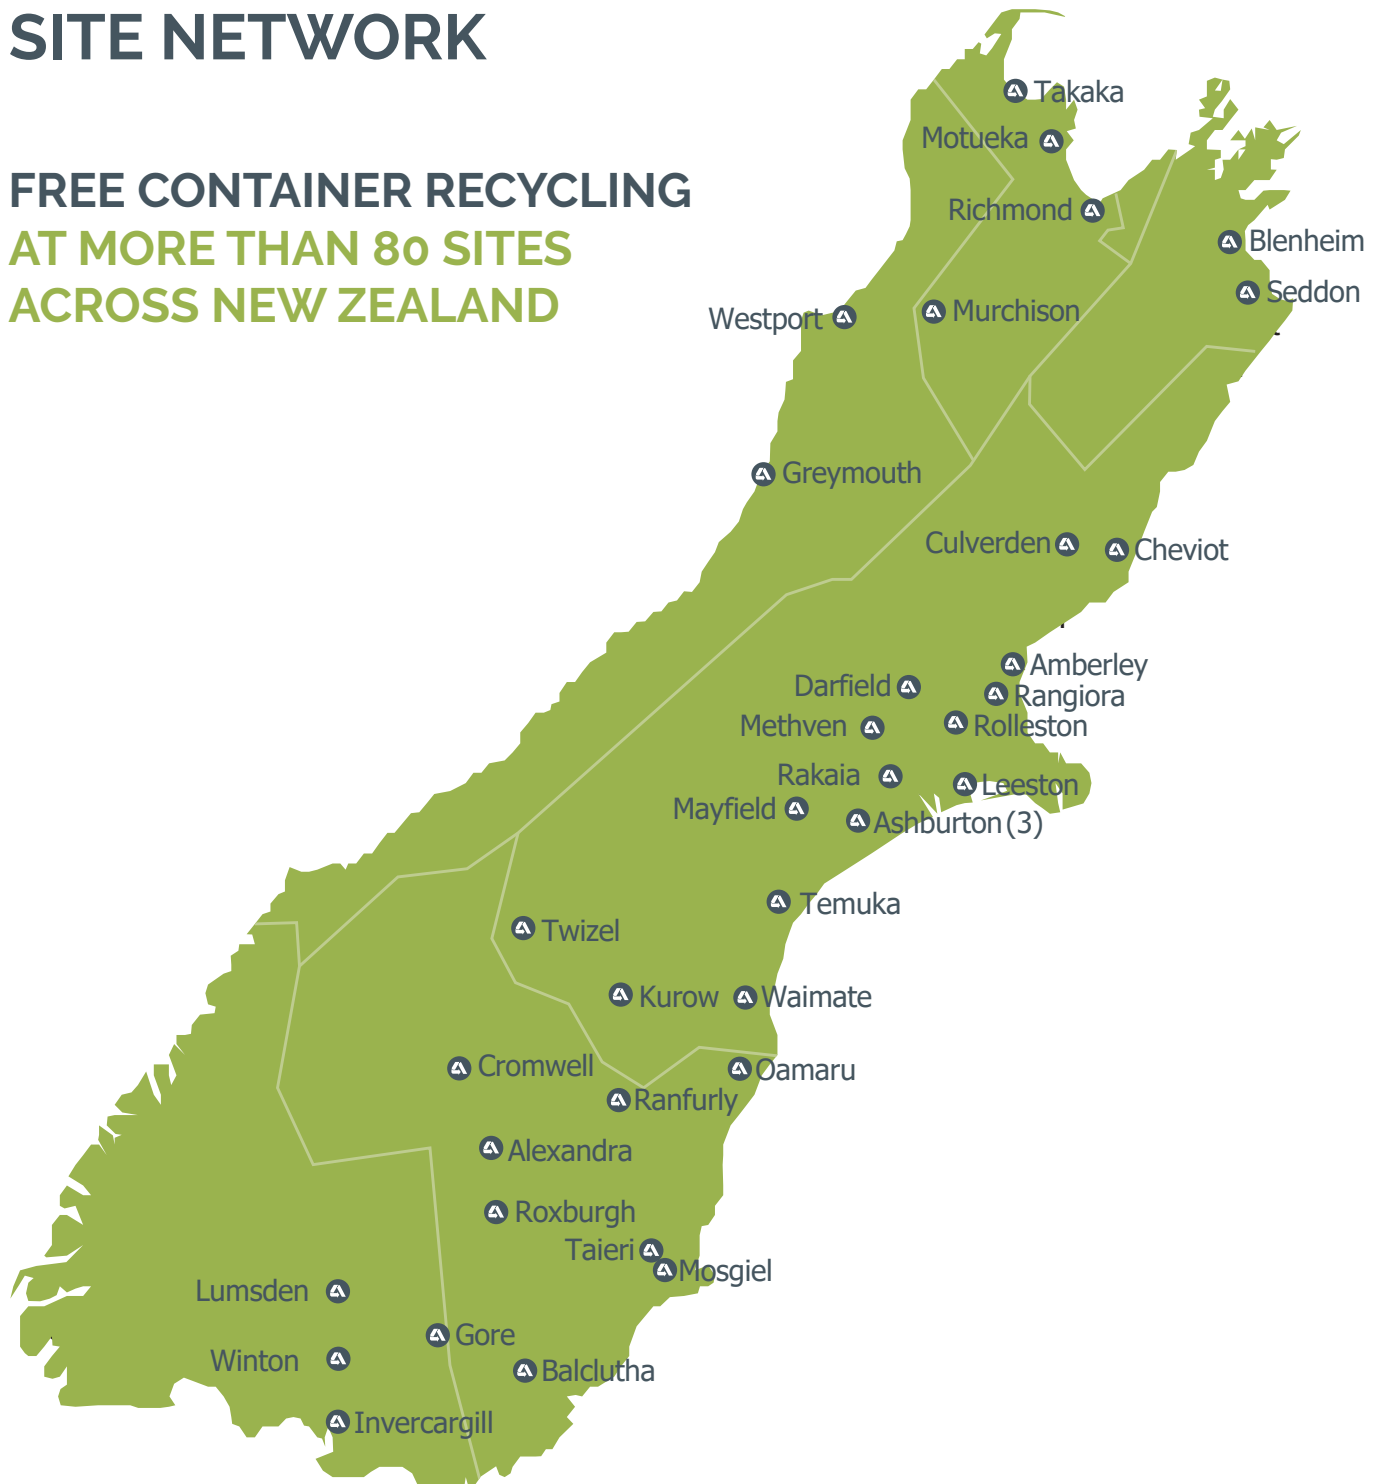 SITE NETWORK
FREE CONTAINER RECYCLING
AT MORE THAN 80 SITES
ACROSS NEW ZEALAND
Takaka
Motueka
Richmond
Blenheim
Seddon
Westport
Murchison
Greymouth
Culverden
Cheviot
Amberley
Darfield
Rangiora
Methven
Rolleston
Rakaia
Leeston
Mayfield
Ashburton (3)
Temuka
Twizel
Kurow
Waimate
Cromwell
Oamaru
Ranfurly
Alexandra
Roxburgh
Taieri
Mosgiel
Lumsden
Gore
Winton
Balclutha
Invercargill